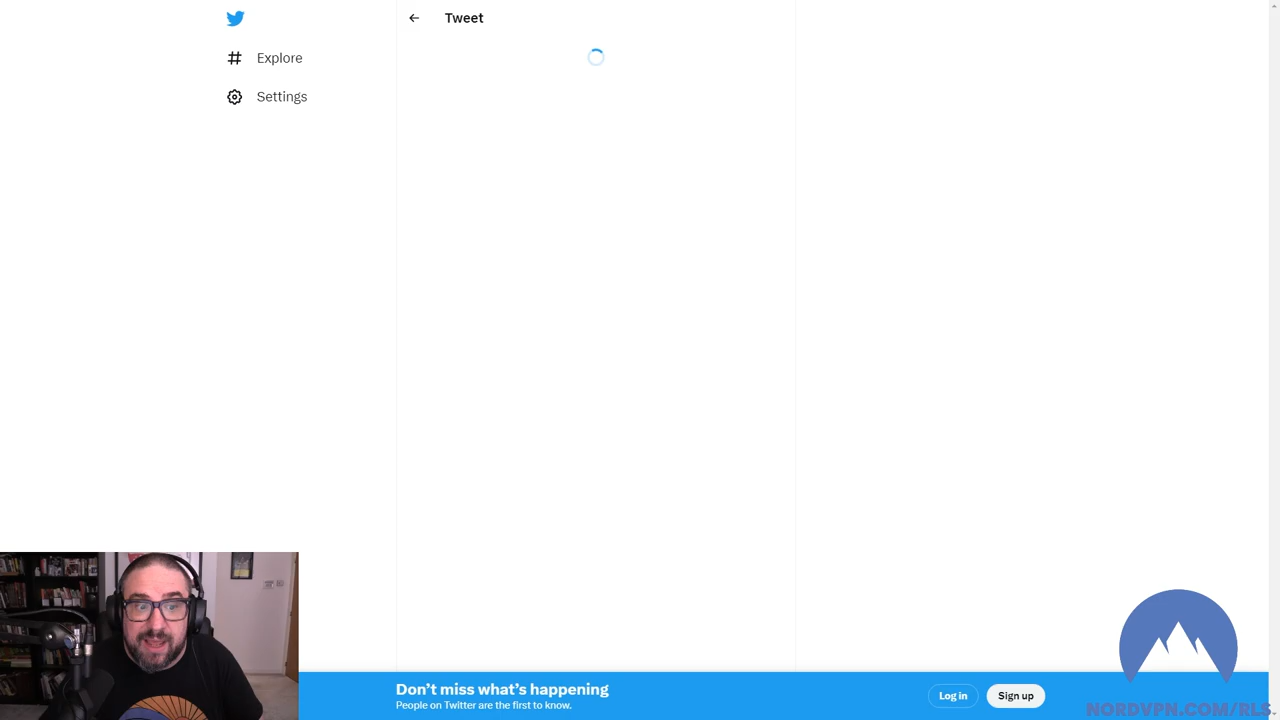 Tweet
Explore
Settings
Don’t miss what’s happening
People on Twitter are the first to know.
Log in
Sign up
NORDVPN.COM/RLS